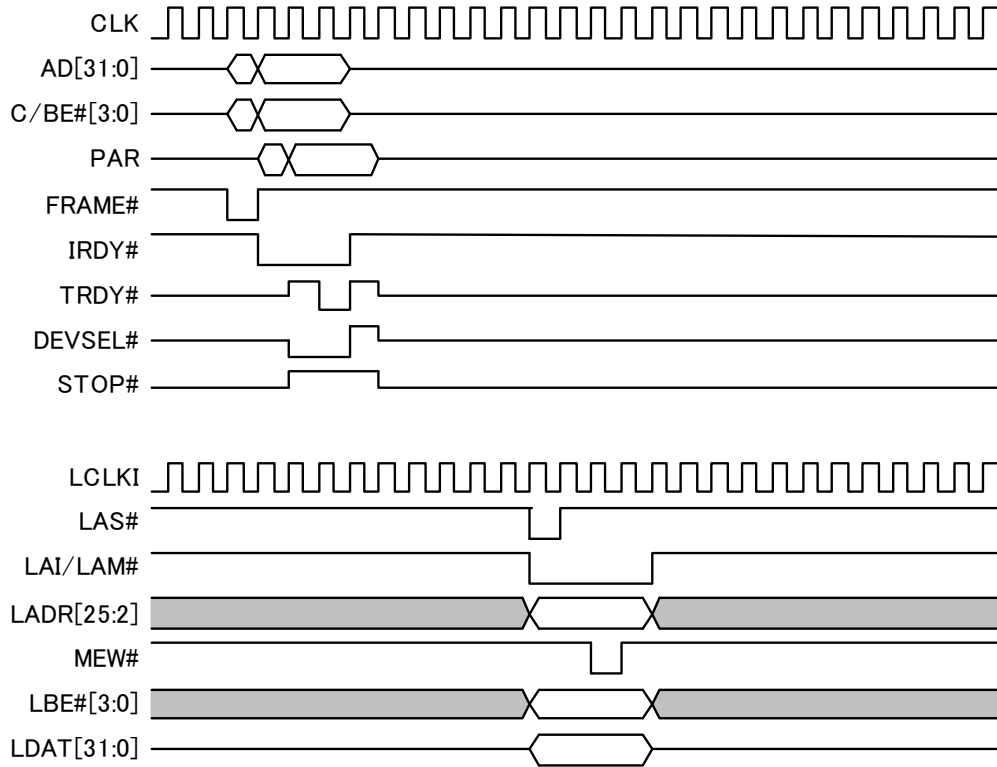 CLK
AD[31:0]
C/BE#[3:0]
PAR
FRAME#
IRDY#
TRDY#
DEVSEL#
STOP#
LCLKI
LAS#
LAI/LAM#
LADR[25:2]
MEW#
LBE#[3:0]
LDAT[31:0]